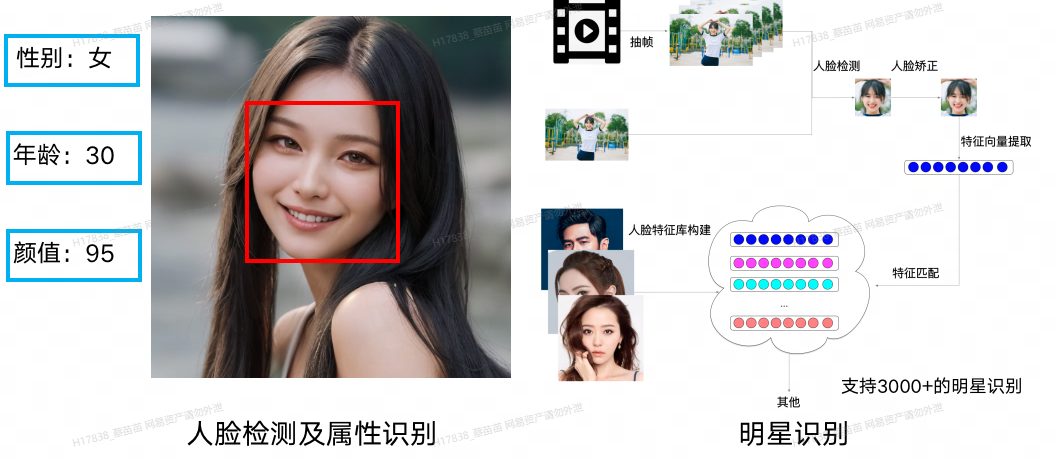 性别：女
年龄：30
颜值：95
人脸检测及属性识别
抽帧
人脸检测
人脸矫正
特征向量提取
人脸特征库构建
特征匹配
...
其他
支持3000+的明星识别
明星识别
H17838_蔡苗苗 网易资产请勿外泄